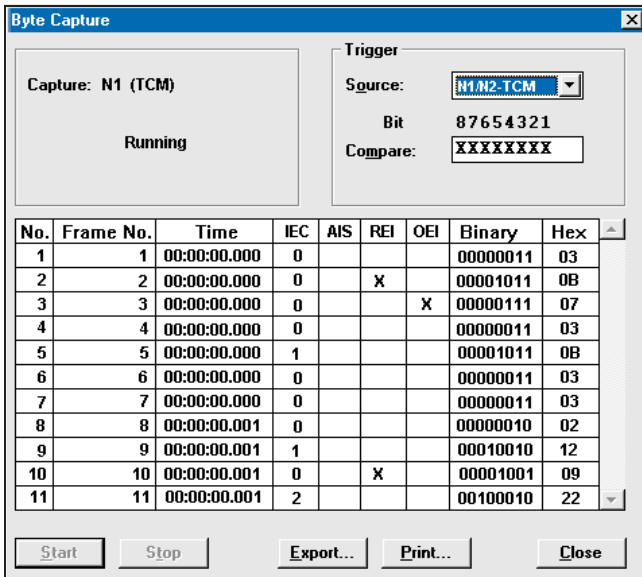 Byte Capture
Capture: N1 (TCM)
Running
Trigger
Source: N1/N2-TCM
Bit 87654321
Compare: XXXXXXXX
No. Frame No. Time IEC AIS REI OEI Binary Hex
1 1 00:00:00.000 0 00000011 03
2 2 00:00:00.000 0 X 00001011 0B
3 3 00:00:00.000 0 X 00000111 07
4 4 00:00:00.000 0 00000011 03
5 5 00:00:00.000 1 00001011 0B
6 6 00:00:00.000 0 00000011 03
7 7 00:00:00.000 0 00000011 03
8 8 00:00:00.001 0 00000010 02
9 9 00:00:00.001 1 00010010 12
10 10 00:00:00.001 0 X 00001001 09
11 11 00:00:00.001 2 00100010 22
Start Stop Export... Print... Close